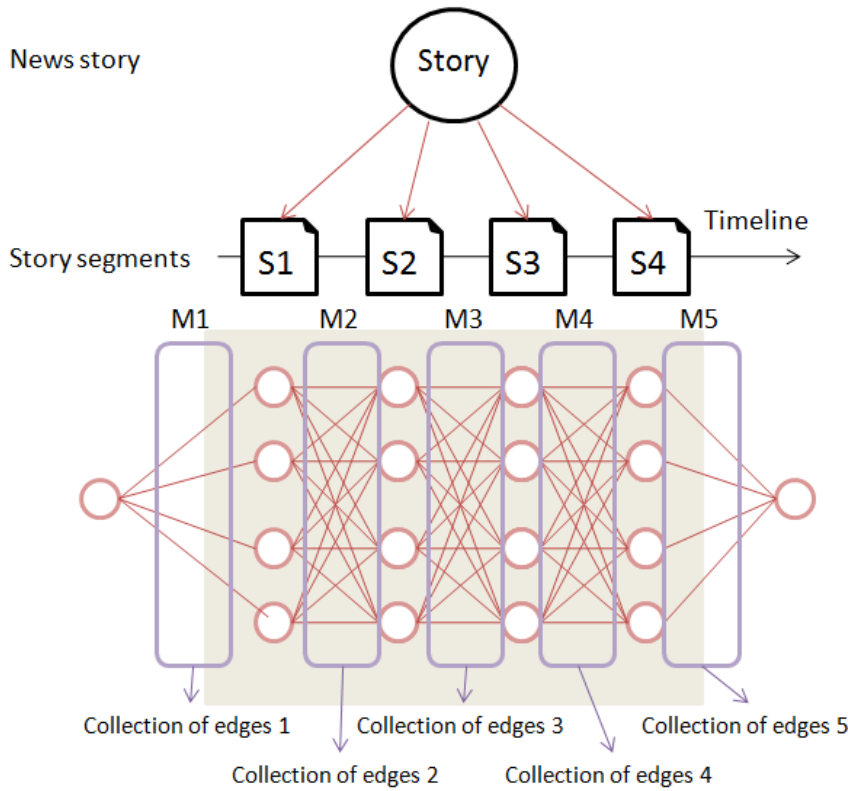 News story
Story
Timeline
Story segments
S1
S2
S3
S4
M1
M2
M3
M4
M5
Collection of edges 1
Collection of edges 3
Collection of edges 5
Collection of edges 2
Collection of edges 4